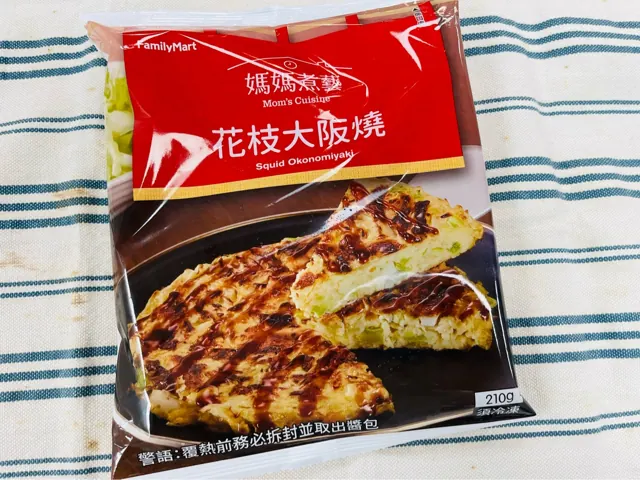 FamilyMart
媽媽煮藝
Mom's Cuisine
花枝大阪燒
Squid Okonomiyaki
210g
須冷凍
警語:覆熱前務必拆封並取出醬包